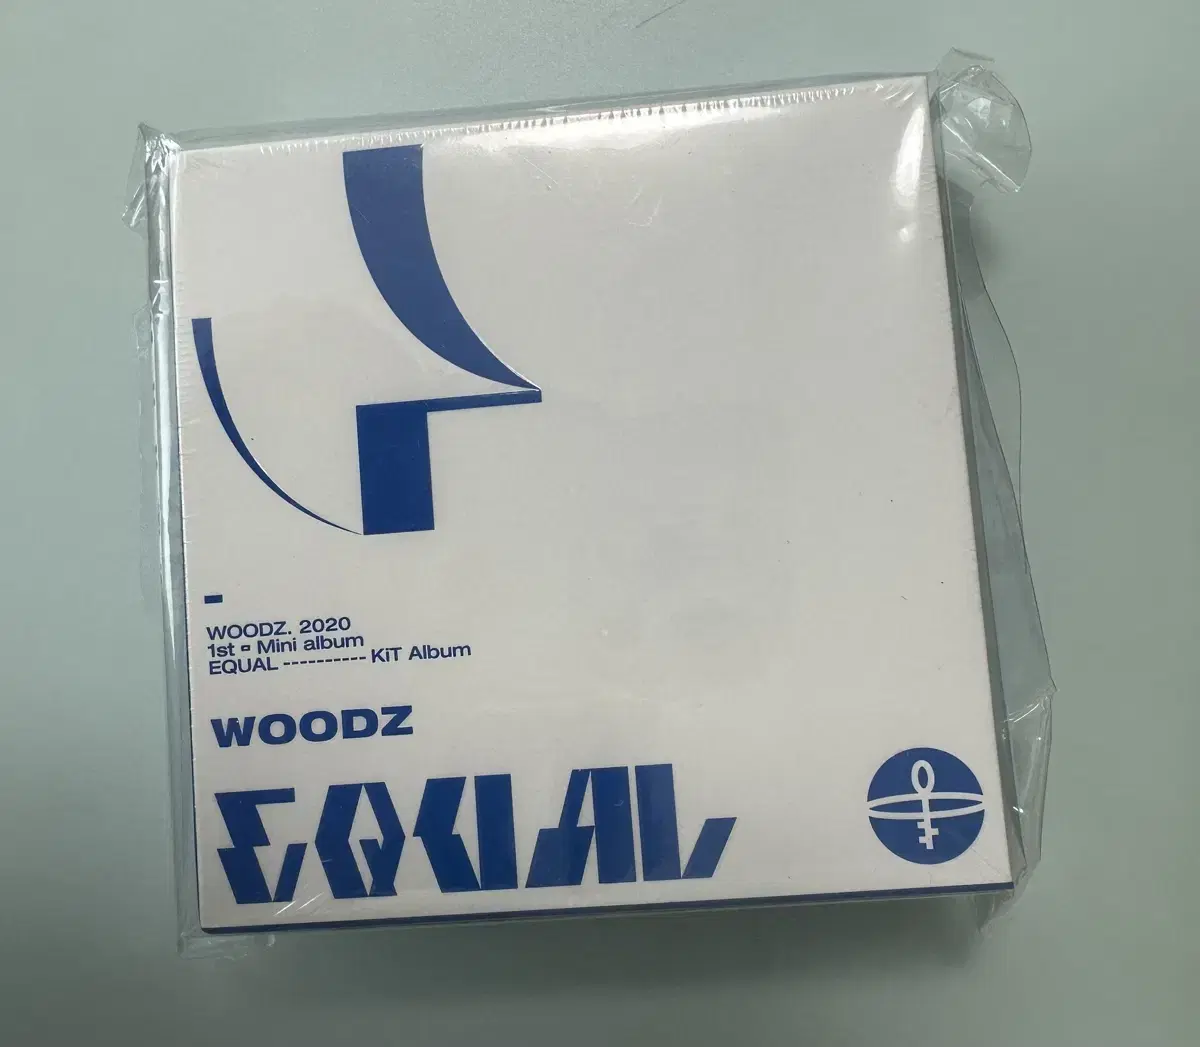 WOODZ. 2020
1st ¤ Mini album
EQUAL ---------- KiT Album
WOODZ
EQUAL